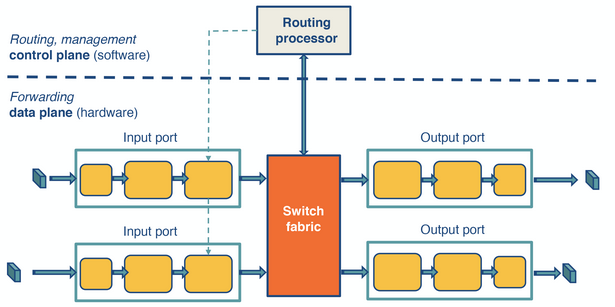 Routing
processor
Routing, management
control plane (software)
Forwarding
data plane (hardware)
Input port
Output port
Switch
fabric
Input port
Output port